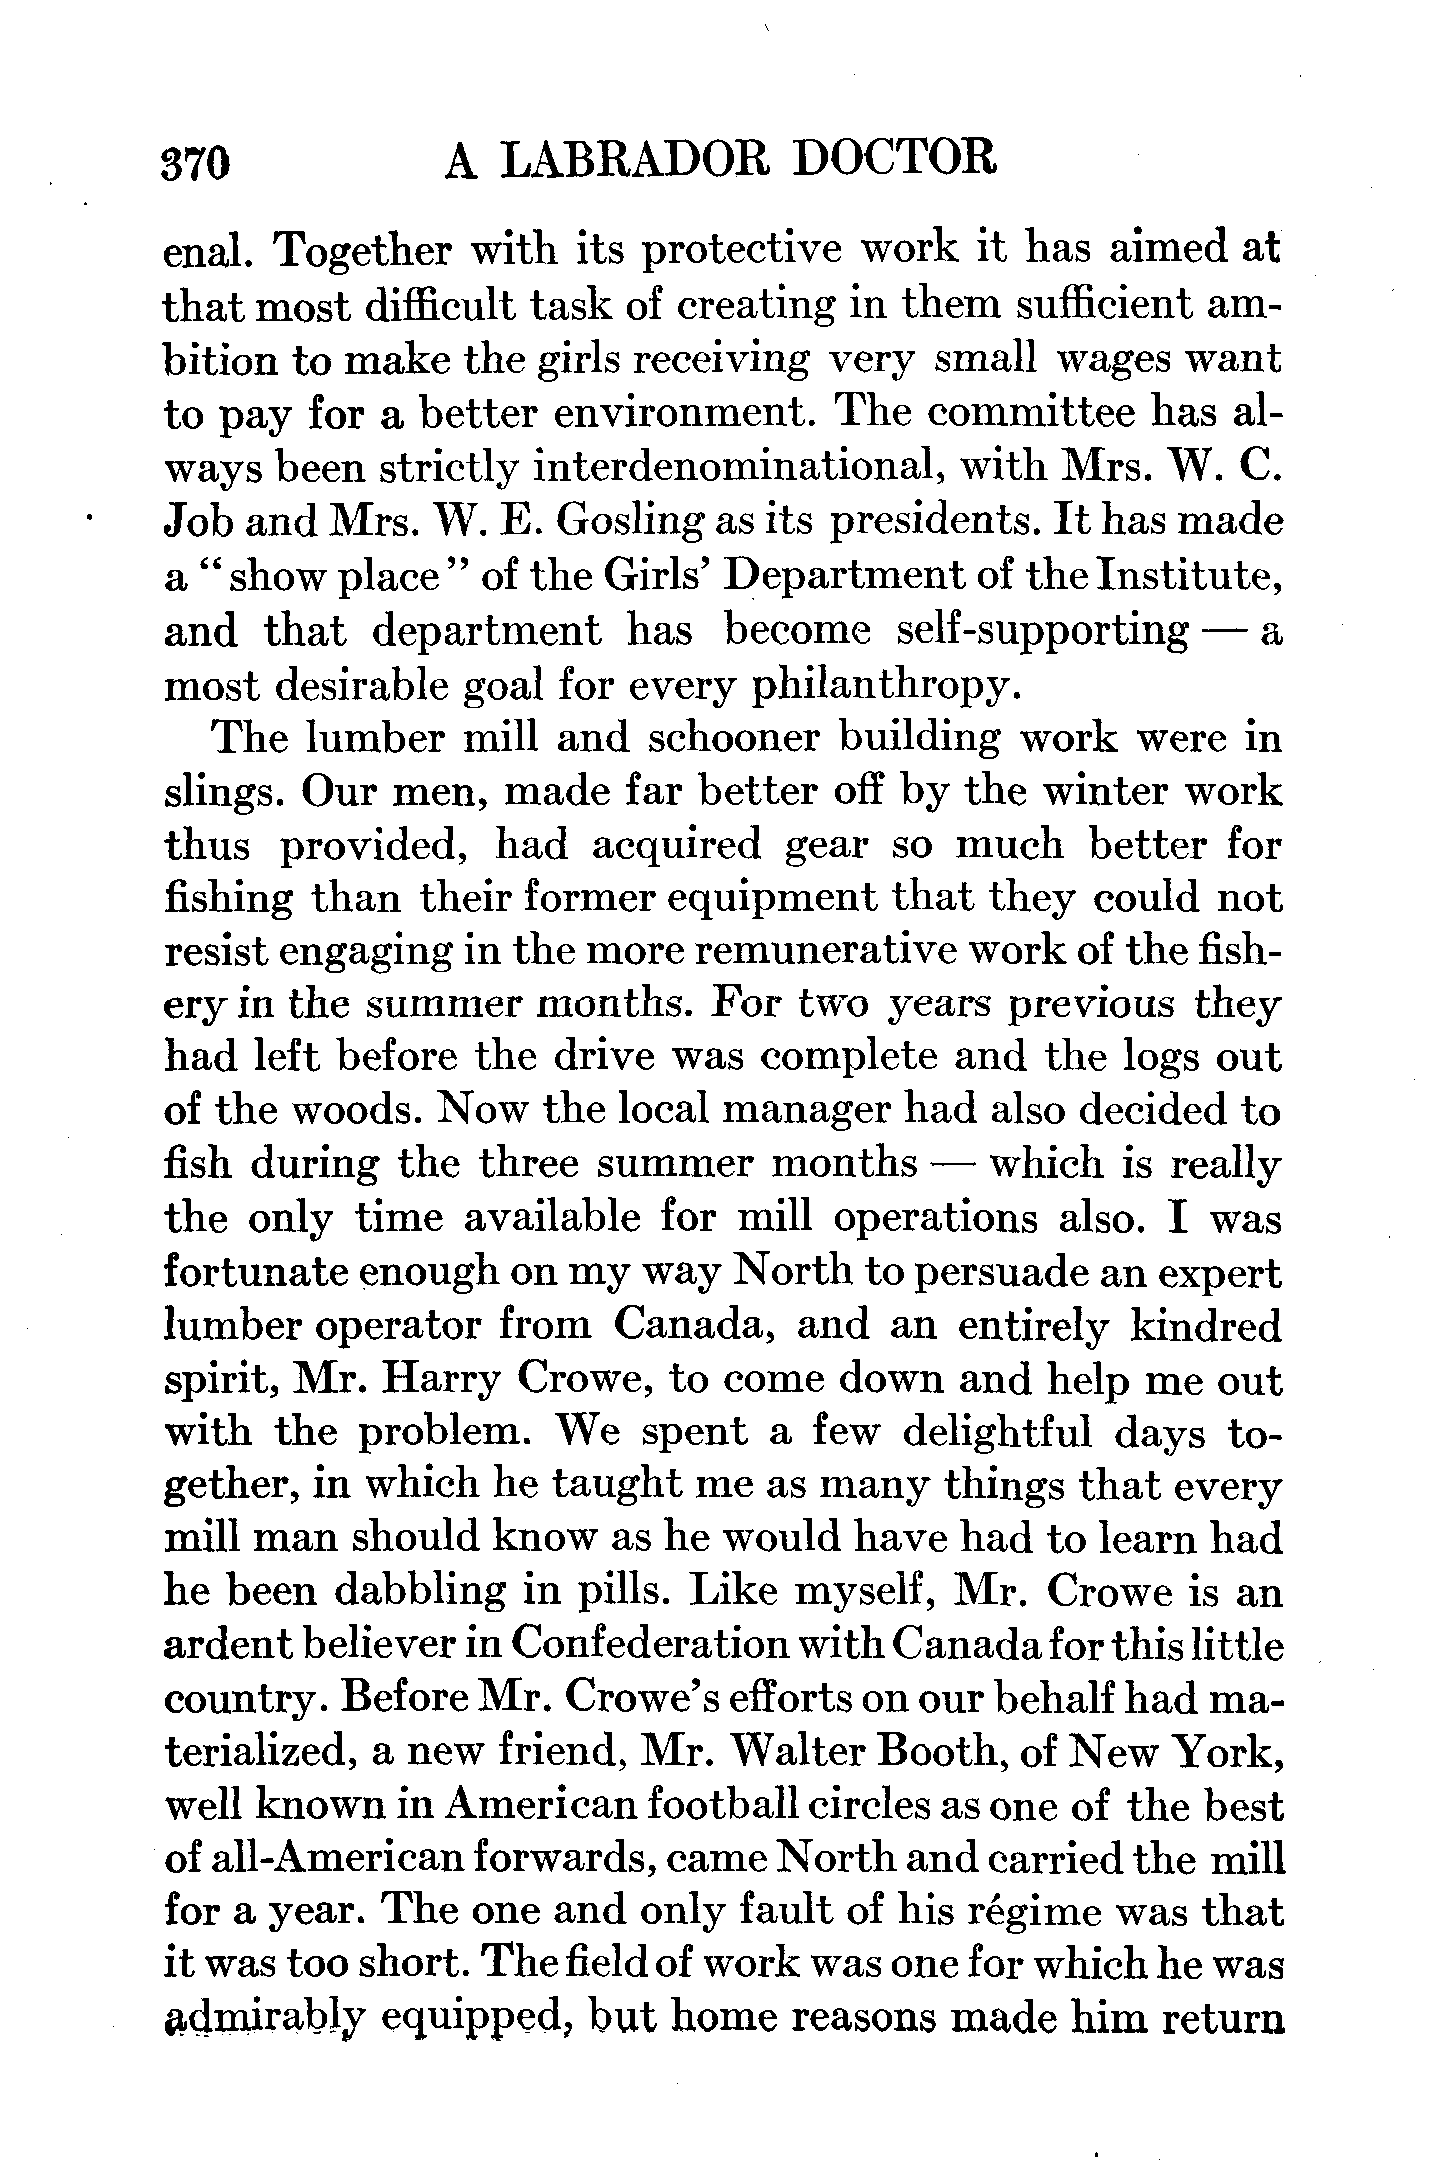 370 A LABRADOR DOCTOR
enal. Together with its protective work it has aimed at
that most difficult task of creating in them sufficient am-
bition to make the girls receiving very small wages want
to pay for a better environment. The committee has al-
ways been strictly interdenominational, with Mrs. W. C.
Job and Mrs. W. E. Gosling as its presidents. It has made
a “show place” of the Girls’ Department of the Institute,
and that department has become self-supporting — a
most desirable goal for every philanthropy.
The lumber mill and schooner building work were in
slings. Our men, made far better off by the winter work
thus provided, had acquired gear so much better for
fishing than their former equipment that they could not
resist engaging in the more remunerative work of the fish-
ery in the summer months. For two years previous they
had left before the drive was complete and the logs out
of the woods. Now the local manager had also decided to
fish during the three summer months — which is really
the only time available for mill operations also. I was
fortunate enough on my way North to persuade an expert
lumber operator from Canada, and an entirely kindred
spirit, Mr. Harry Crowe, to come down and help me out
with the problem. We spent a few delightful days to-
gether, in which he taught me as many things that every
mill man should know as he would have had to learn had
he been dabbling in pills. Like myself, Mr. Crowe is an
ardent believer in Confederation with Canada for this little
country. Before Mr. Crowe’s efforts on our behalf had ma-
terialized, a new friend, Mr. Walter Booth, of New York,
well known in American football circles as one of the best
of all-American forwards, came North and carried the mill
for a year. The one and only fault of his régime was that
it was too short. The field of work was one for which he was
admirably equipped, but home reasons made him return